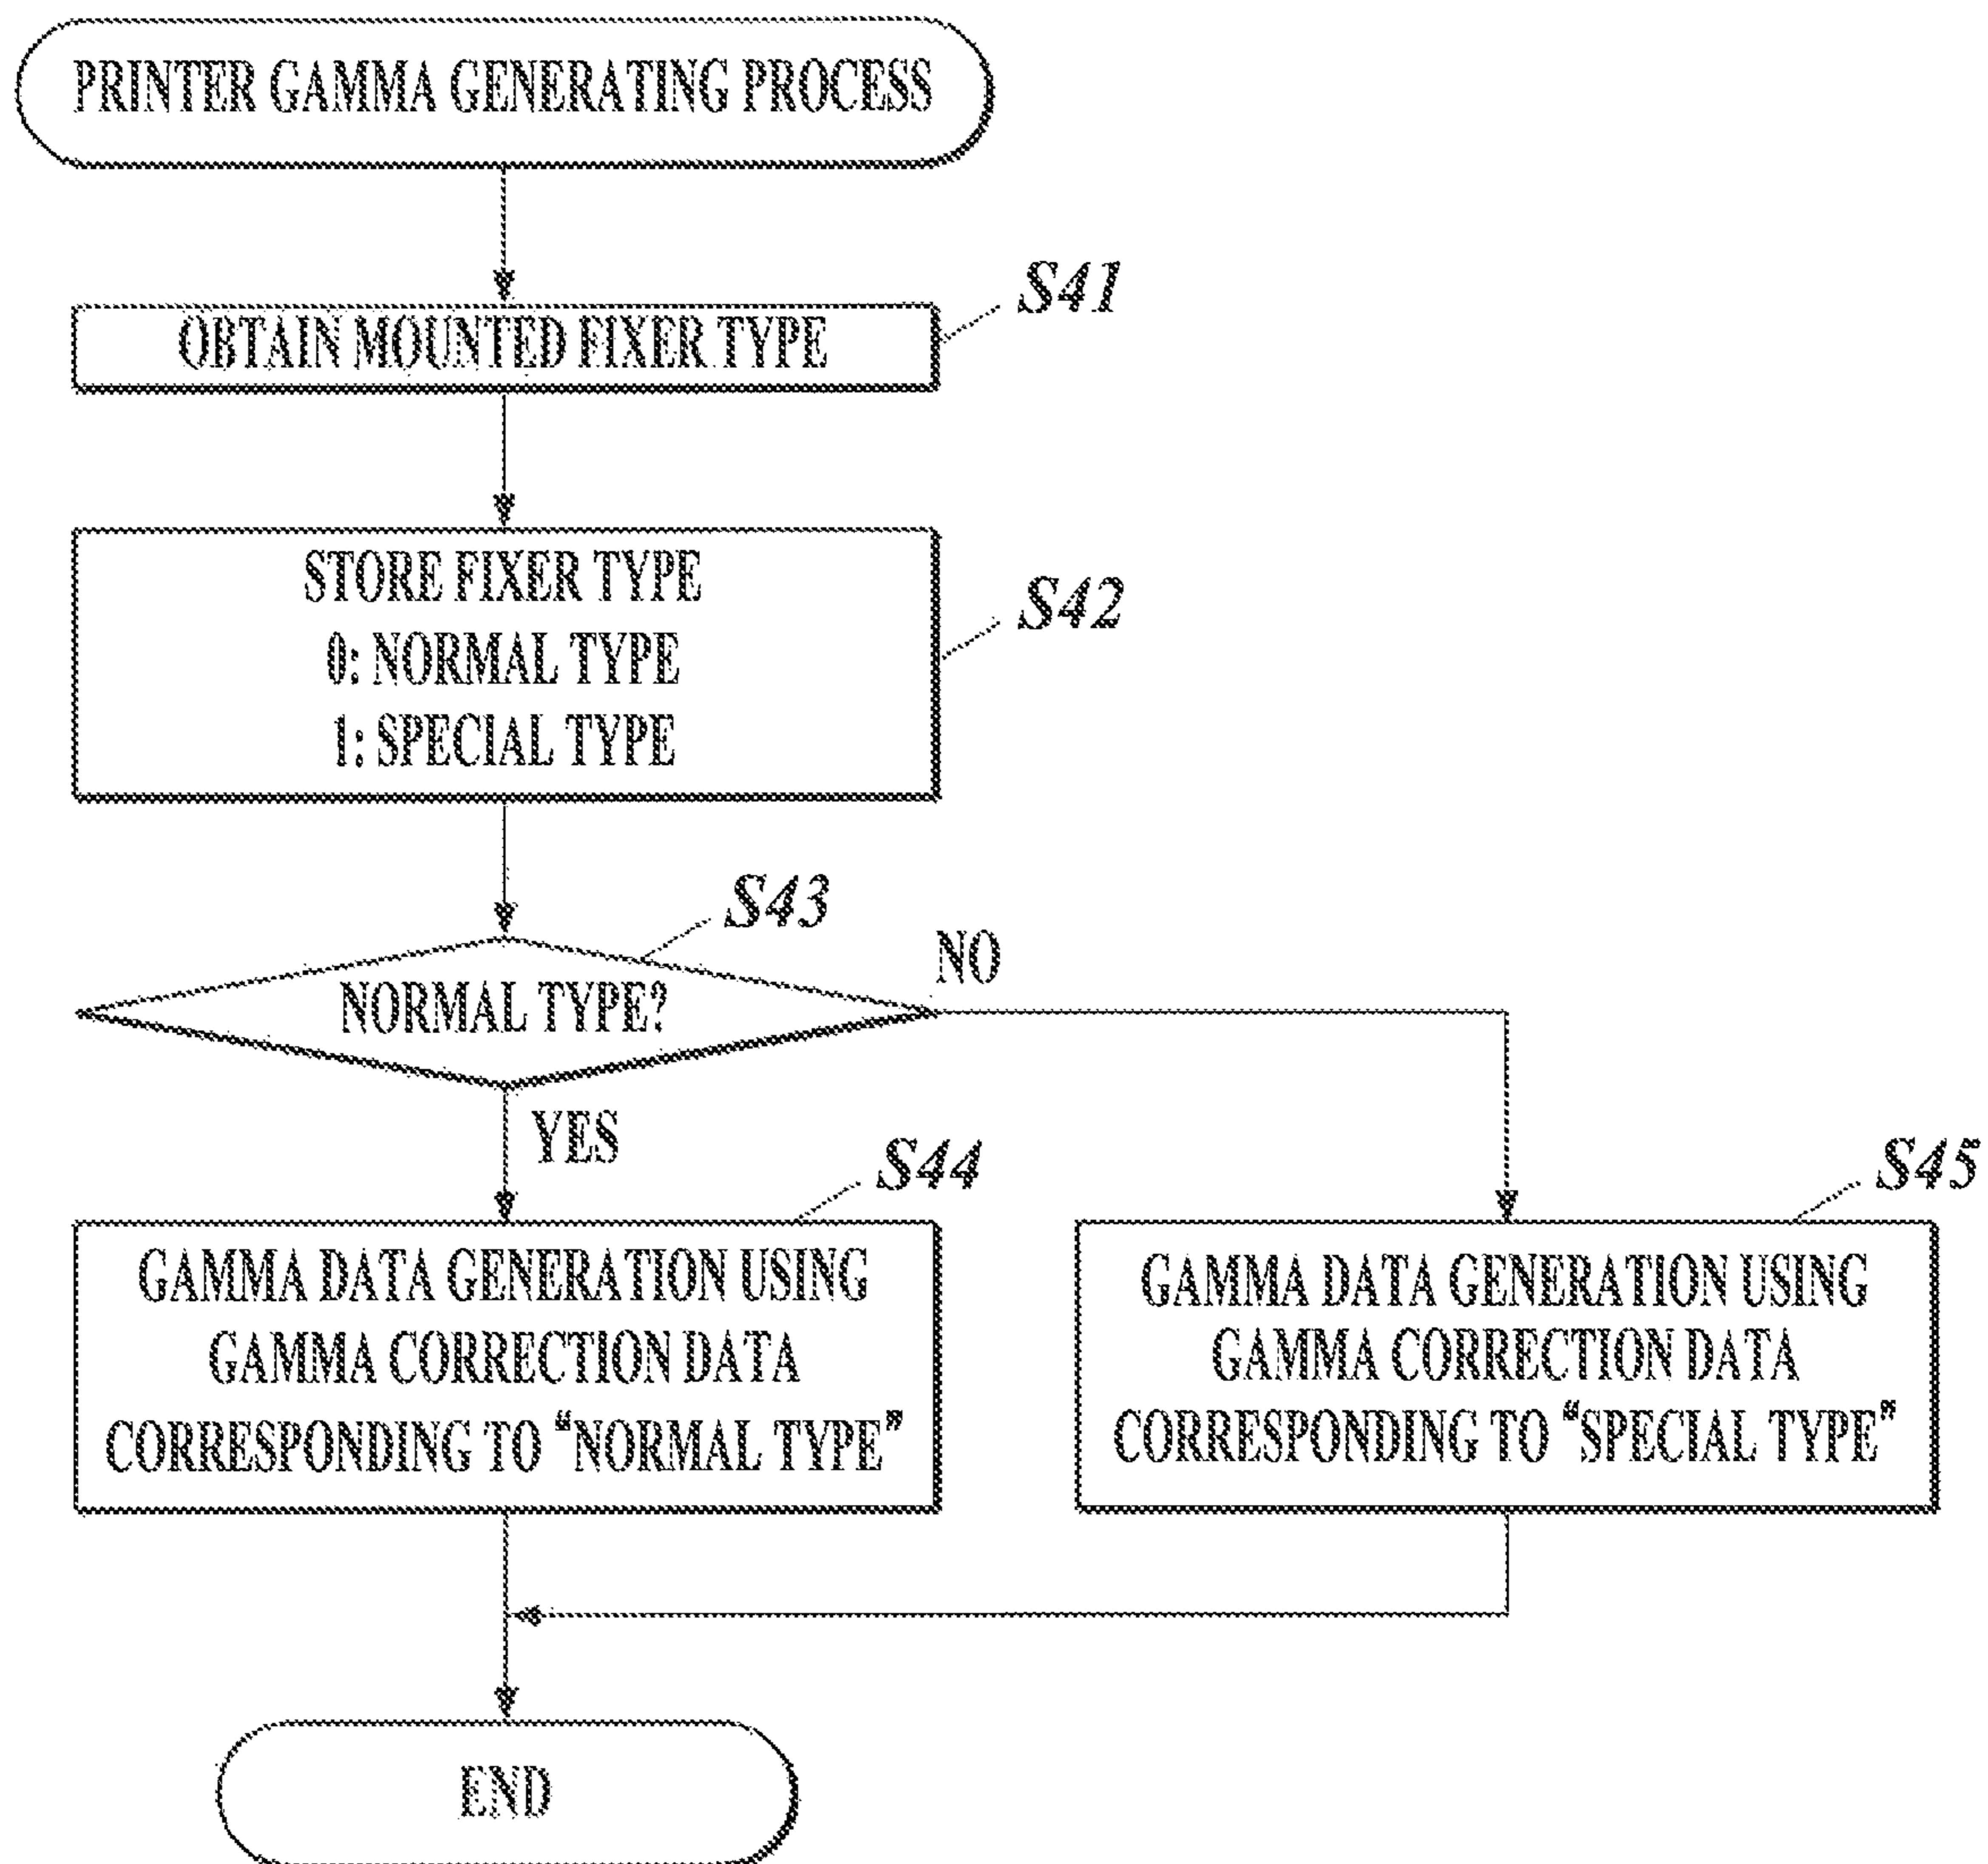 PRINTER GAMMA GENERATING PROCESS
S41
OBTAIN MOUNTED FIXER TYPE
S42
STORE FIXER TYPE
0: NORMAL TYPE
1: SPECIAL TYPE
S43
NORMAL TYPE?
NO
YES
S44
GAMMA DATA GENERATION USING
GAMMA CORRECTION DATA
CORRESPONDING TO “NORMAL TYPE”
S45
GAMMA DATA GENERATION USING
GAMMA CORRECTION DATA
CORRESPONDING TO “SPECIAL TYPE”
END